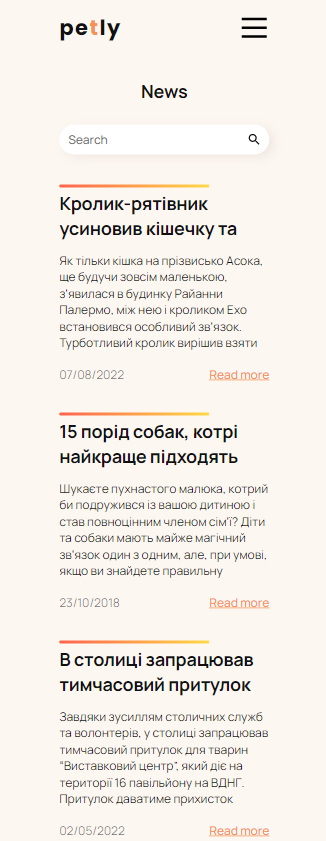 petly
News
Search
Кролик-рятівник
усиновив кішечку та
Як тільки кішка на прізвисько Асока,
ще будучи зовсім маленькою,
з'явилася в будинку Райанни
Палермо, між нею і кроликом Ехо
встановився особливий зв'язок.
Турботливий кролик вирішив взяти
07/08/2022 Read more
15 порід собак, котрі
найкраще підходять
Шукаєте пухнастого малюка, котрий
би подружився із вашою дитиною і
став повноцінним членом сім'ї? Діти
та собаки мають майже магічний
зв'язок один з одним, але, при умові,
якщо ви знайдете правильну
23/10/2018 Read more
В столиці запрацював
тимчасовий притулок
Завдяки зусиллям столичних служб
та волонтерів, у столиці запрацював
тимчасовий притулок для тварин
“Виставковий центр”, який діє на
території 16 павільйону на ВДНГ.
Притулок даватиме прихисток
02/05/2022 Read more